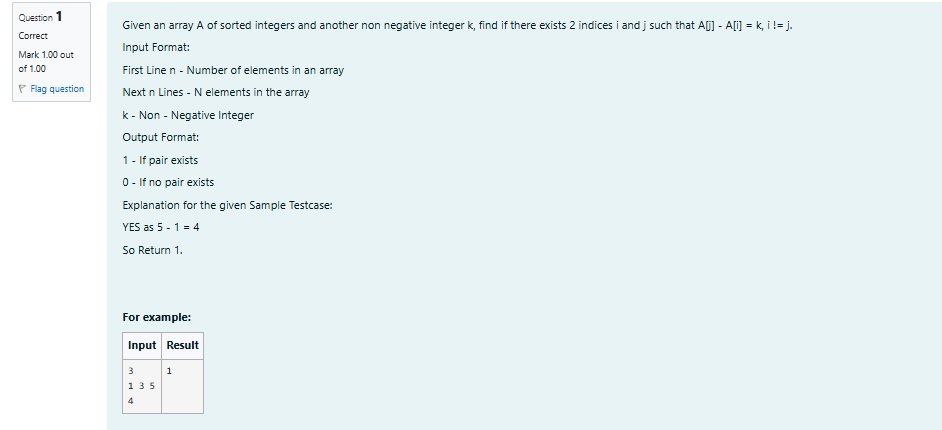 Question 1
Correct
Mark 1.00 out
of 1.00
Flag question
Given an array A of sorted integers and another non negative integer k, find if there exists 2 indices i and j such that A[j] - A[i] = k, i != j.
Input Format:
First Line n - Number of elements in an array
Next n Lines - N elements in the array
k - Non - Negative Integer
Output Format:
1 - If pair exists
0 - If no pair exists
Explanation for the given Sample Testcase:
YES as 5 - 1 = 4
So Return 1.
For example:
Input Result
3 1
1 3 5
4